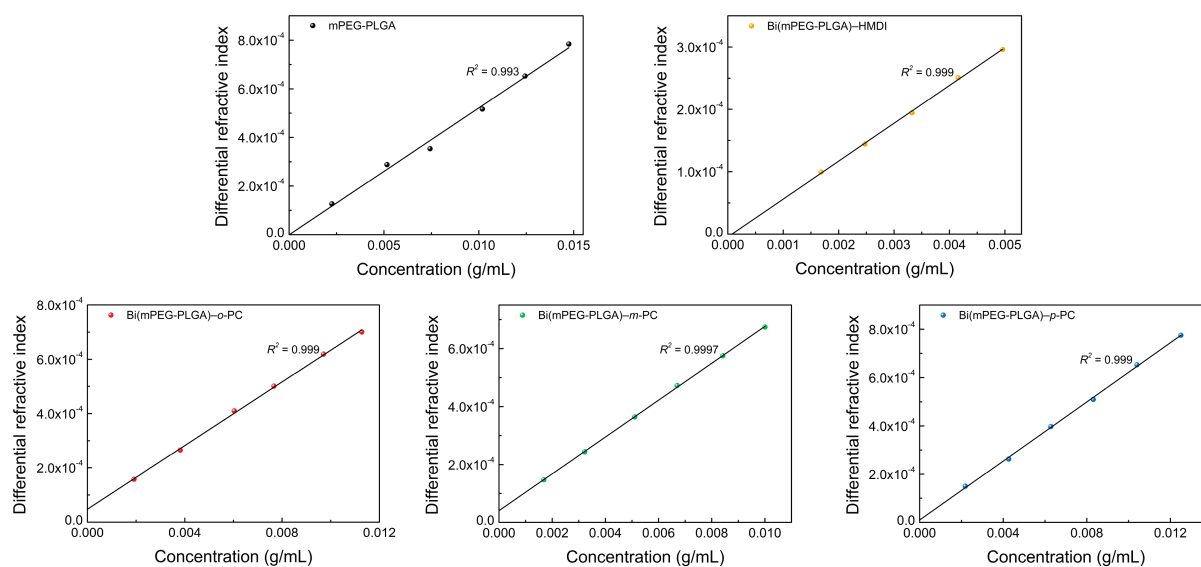 mPEG-PLGA
R² = 0.993
Differential refractive index
8.0x10⁻⁴
6.0x10⁻⁴
4.0x10⁻⁴
2.0x10⁻⁴
0.0
0.000 0.005 0.010 0.015
Concentration (g/mL)
Bi(mPEG-PLGA)–HMDI
R² = 0.999
Differential refractive index
3.0x10⁻⁴
2.0x10⁻⁴
1.0x10⁻⁴
0.0
0.000 0.001 0.002 0.003 0.004 0.005
Concentration (g/mL)
Bi(mPEG-PLGA)–o-PC
R² = 0.999
Differential refractive index
8.0x10⁻⁴
6.0x10⁻⁴
4.0x10⁻⁴
2.0x10⁻⁴
0.0
0.000 0.004 0.008 0.012
Concentration (g/mL)
Bi(mPEG-PLGA)–m-PC
R² = 0.9997
Differential refractive index
6.0x10⁻⁴
4.0x10⁻⁴
2.0x10⁻⁴
0.0
0.000 0.002 0.004 0.006 0.008 0.010
Concentration (g/mL)
Bi(mPEG-PLGA)–p-PC
R² = 0.999
Differential refractive index
8.0x10⁻⁴
6.0x10⁻⁴
4.0x10⁻⁴
2.0x10⁻⁴
0.0
0.000 0.004 0.008 0.012
Concentration (g/mL)